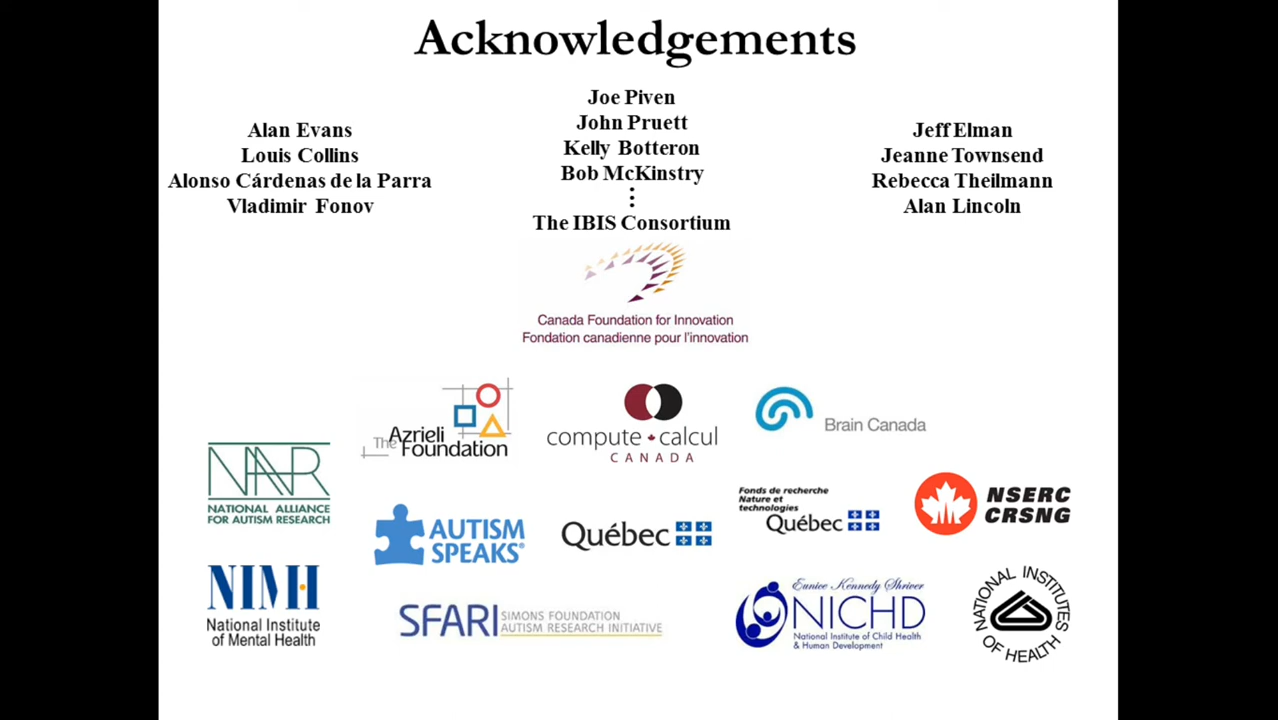 Acknowledgements
Alan Evans
Louis Collins
Alonso Cárdenas de la Parra
Vladimir Fonov
Joe Piven
John Pruett
Kelly Botteron
Bob McKinstry
⋮
The IBIS Consortium
Jeff Elman
Jeanne Townsend
Rebecca Theilmann
Alan Lincoln
Canada Foundation for Innovation
Fondation canadienne pour l'innovation
The Azrieli
Foundation
compute calcul
CANADA
Brain Canada
NAAR
NATIONAL ALLIANCE
FOR AUTISM RESEARCH
AUTISM
SPEAKS®
Québec
Fonds de recherche
Nature et
technologies
Québec
NSERC
CRSNG
NIMH
National Institute
of Mental Health
SFARI
SIMONS FOUNDATION
AUTISM RESEARCH INITIATIVE
Eunice Kennedy Shriver
NICHD
National Institute of Child Health
& Human Development
NATIONAL INSTITUTES
OF HEALTH